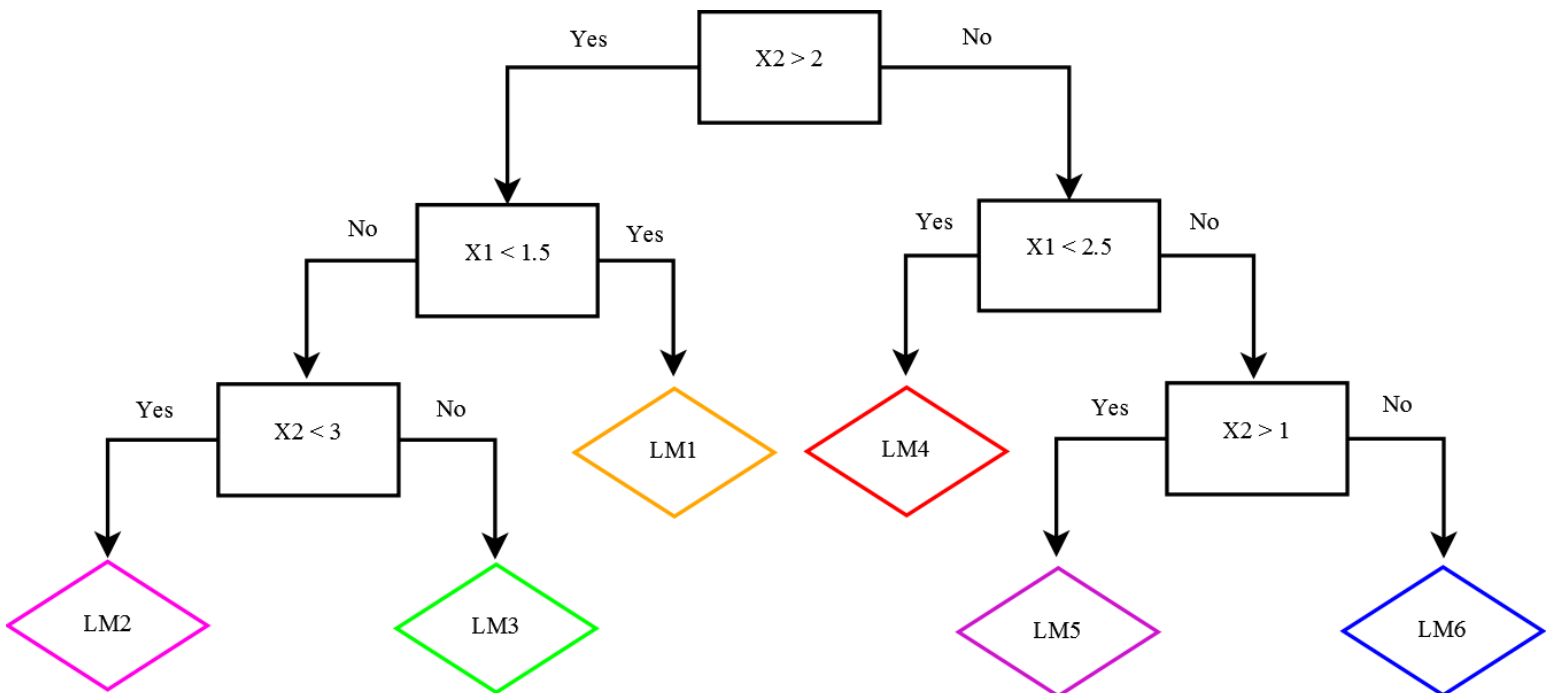 X2 > 2
Yes
No
X1 < 1.5
No
Yes
X1 < 2.5
Yes
No
X2 < 3
Yes
No
LM1
LM4
X2 > 1
Yes
No
LM2
LM3
LM5
LM6